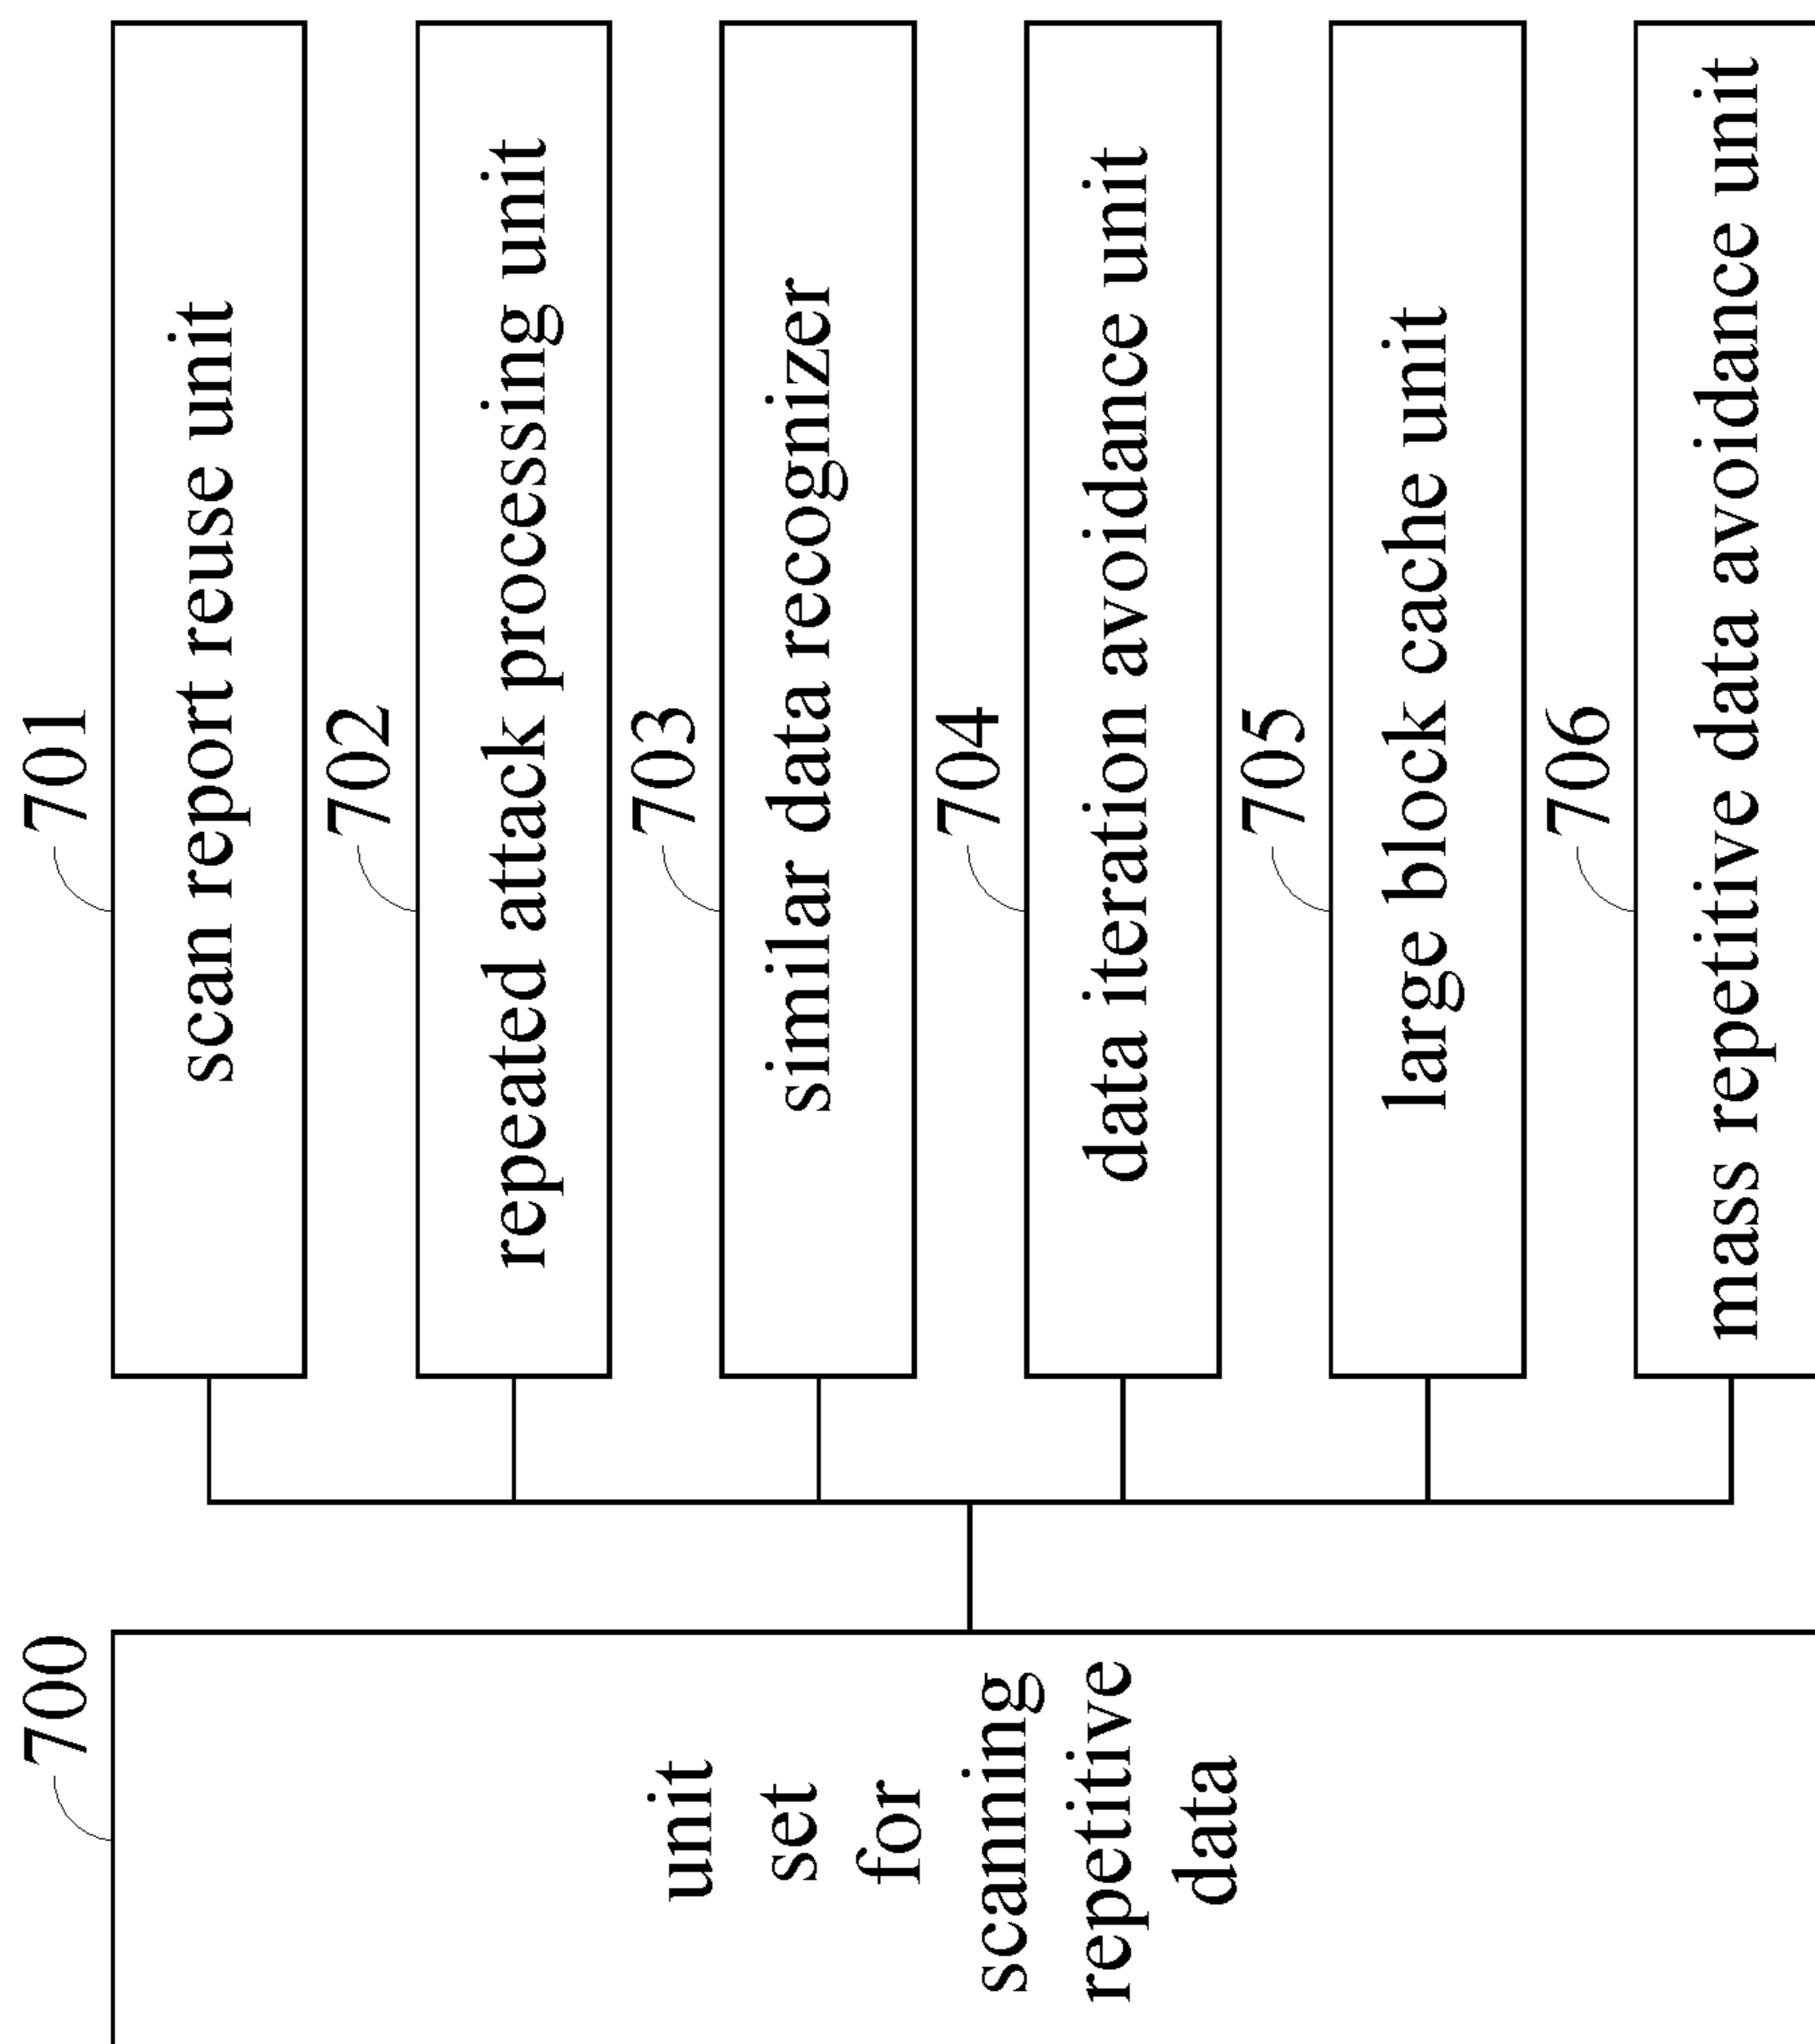 700
unit
set
for
scanning
repetitive
data
701
scan report reuse unit
702
repeated attack processing unit
703
similar data recognizer
704
data iteration avoidance unit
705
large block cache unit
706
mass repetitive data avoidance unit